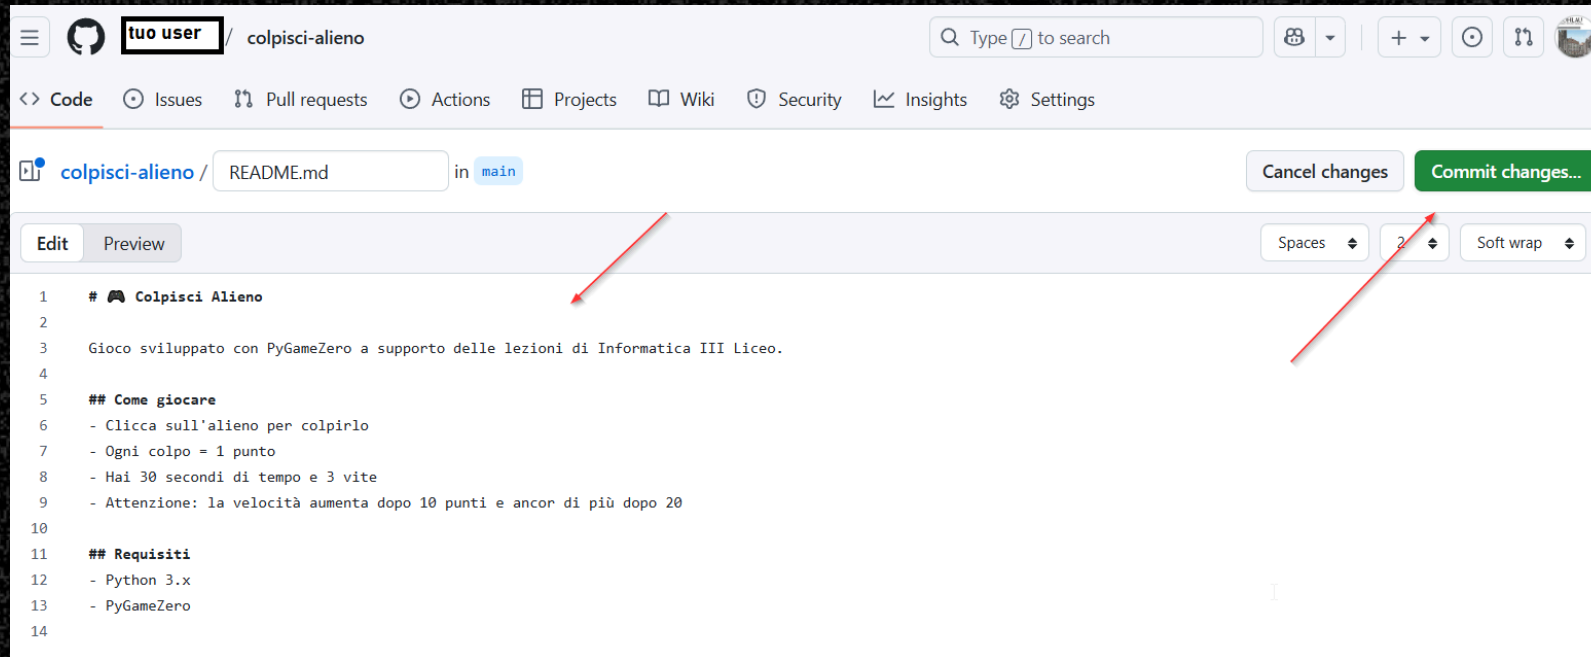 tuo user / colpisci-alieno
Type / to search
Code Issues Pull requests Actions Projects Wiki Security Insights Settings
colpisci-alieno / README.md in main
Cancel changes Commit changes...
Edit Preview
Spaces 2 Soft wrap
1 # 🎮 Colpisci Alieno
2
3 Gioco sviluppato con PyGameZero a supporto delle lezioni di Informatica III Liceo.
4
5 ## Come giocare
6 - Clicca sull'alieno per colpirlo
7 - Ogni colpo = 1 punto
8 - Hai 30 secondi di tempo e 3 vite
9 - Attenzione: la velocità aumenta dopo 10 punti e ancor di più dopo 20
10
11 ## Requisiti
12 - Python 3.x
13 - PyGameZero
14